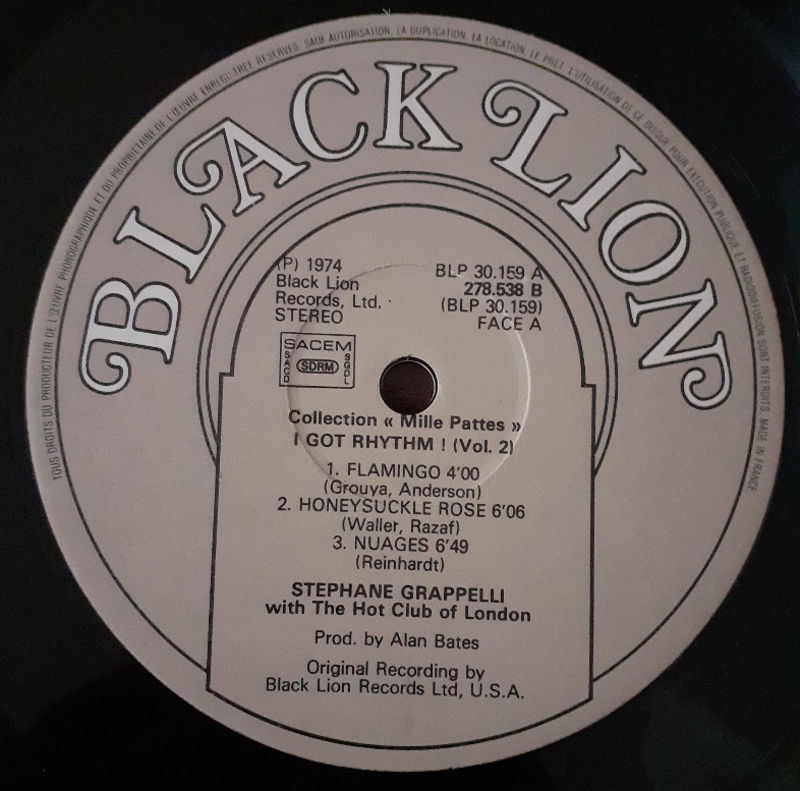 TOUS DROITS DU PRODUCTEUR DE L'ŒUVRE PHONOGRAPHIQUE ET DU PROPRIETAIRE DE L'ŒUVRE ENREGISTREE RESERVES. SAUF AUTORISATION, LA DUPLICATION, LA LOCATION, LE PRET, L'UTILISATION DE CE DISQUE POUR EXECUTION PUBLIQUE ET RADIODIFFUSION SONT INTERDITS. MADE IN FRANCE
BLACK LION
(P) 1974
Black Lion
Records, Ltd.
STEREO
BLP 30.159 A
278.538 B
(BLP 30.159)
FACE A
SACEM
SACD
SDRM
SGDL
Collection « Mille Pattes »
I GOT RHYTHM ! (Vol. 2)
1. FLAMINGO 4'00
(Grouya, Anderson)
2. HONEYSUCKLE ROSE 6'06
(Waller, Razaf)
3. NUAGES 6'49
(Reinhardt)
STEPHANE GRAPPELLI
with The Hot Club of London
Prod. by Alan Bates
Original Recording by
Black Lion Records Ltd, U.S.A.